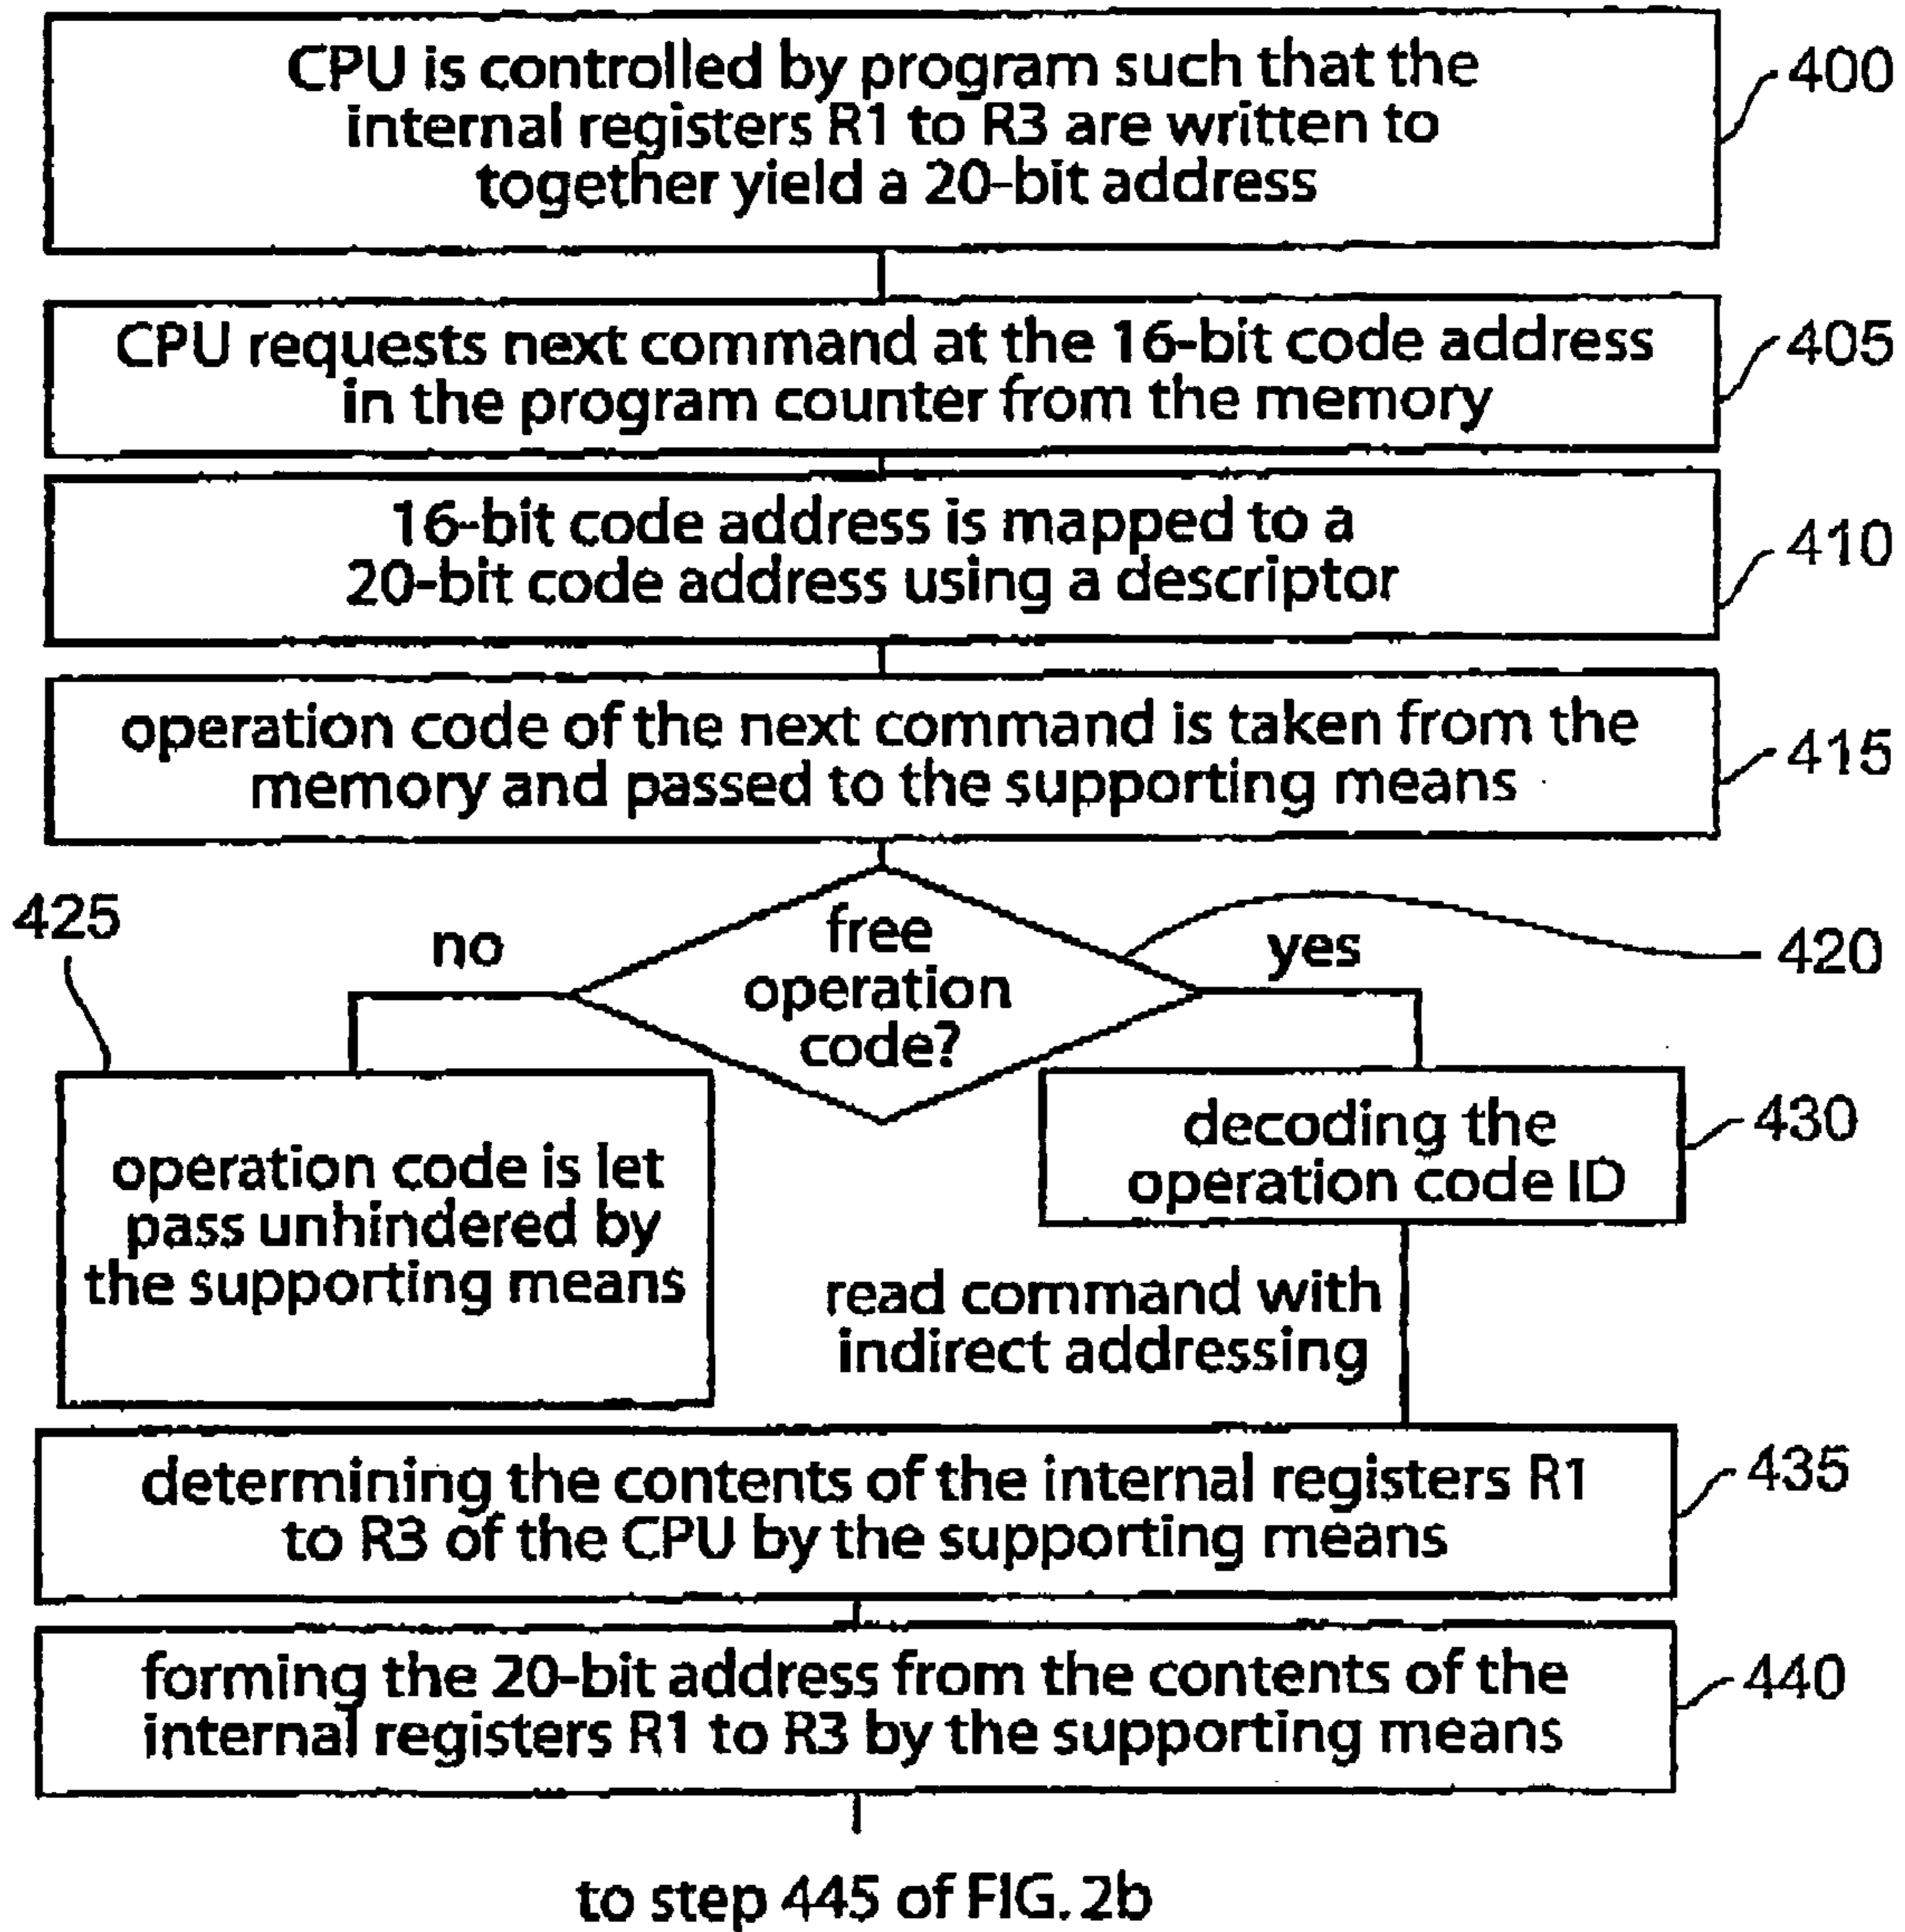 CPU is controlled by program such that the
internal registers R1 to R3 are written to
together yield a 20-bit address
400
CPU requests next command at the 16-bit code address
in the program counter from the memory
405
16-bit code address is mapped to a
20-bit code address using a descriptor
410
operation code of the next command is taken from the
memory and passed to the supporting means
415
425
no
free
operation
code?
yes
420
operation code is let
pass unhindered by
the supporting means
decoding the
operation code ID
430
read command with
indirect addressing
determining the contents of the internal registers R1
to R3 of the CPU by the supporting means
435
forming the 20-bit address from the contents of the
internal registers R1 to R3 by the supporting means
440
to step 445 of FIG. 2b